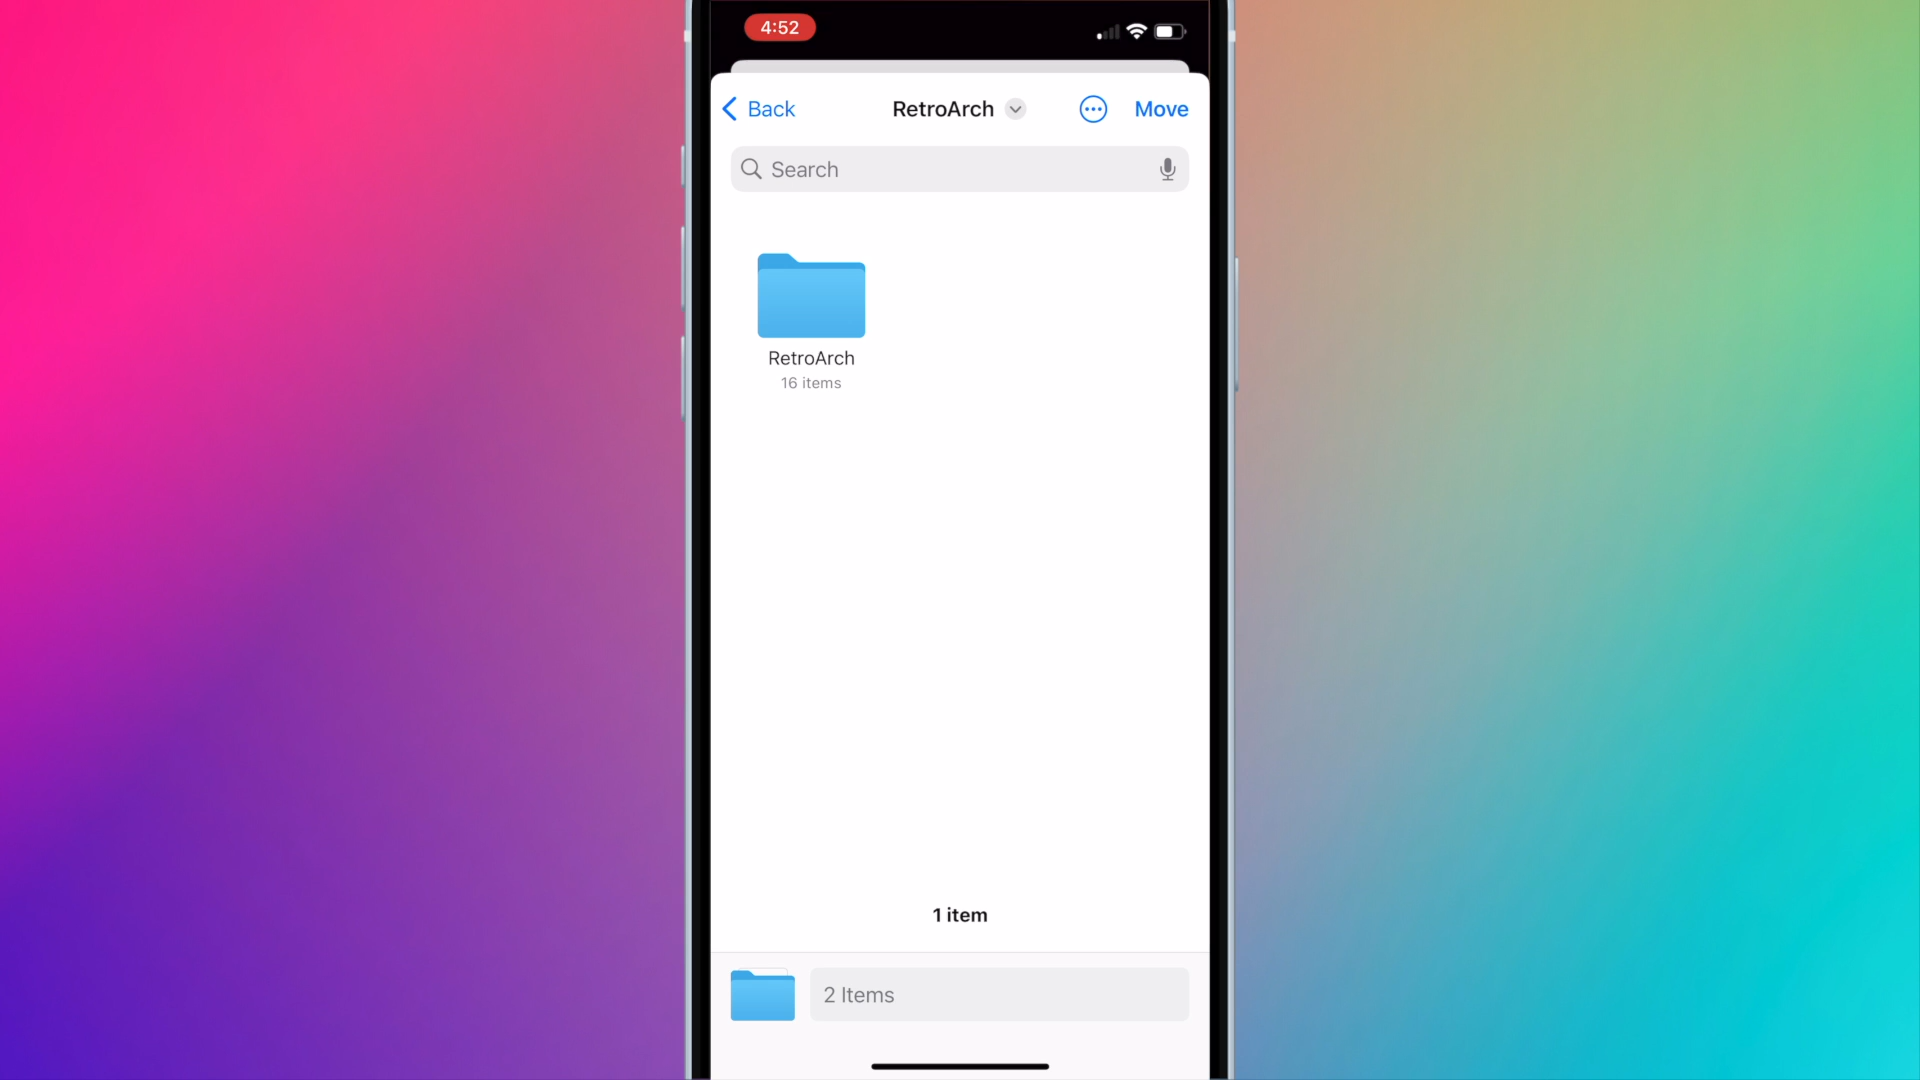 4:52
Back
RetroArch
Move
Search
RetroArch
16 items
1 item
2 Items